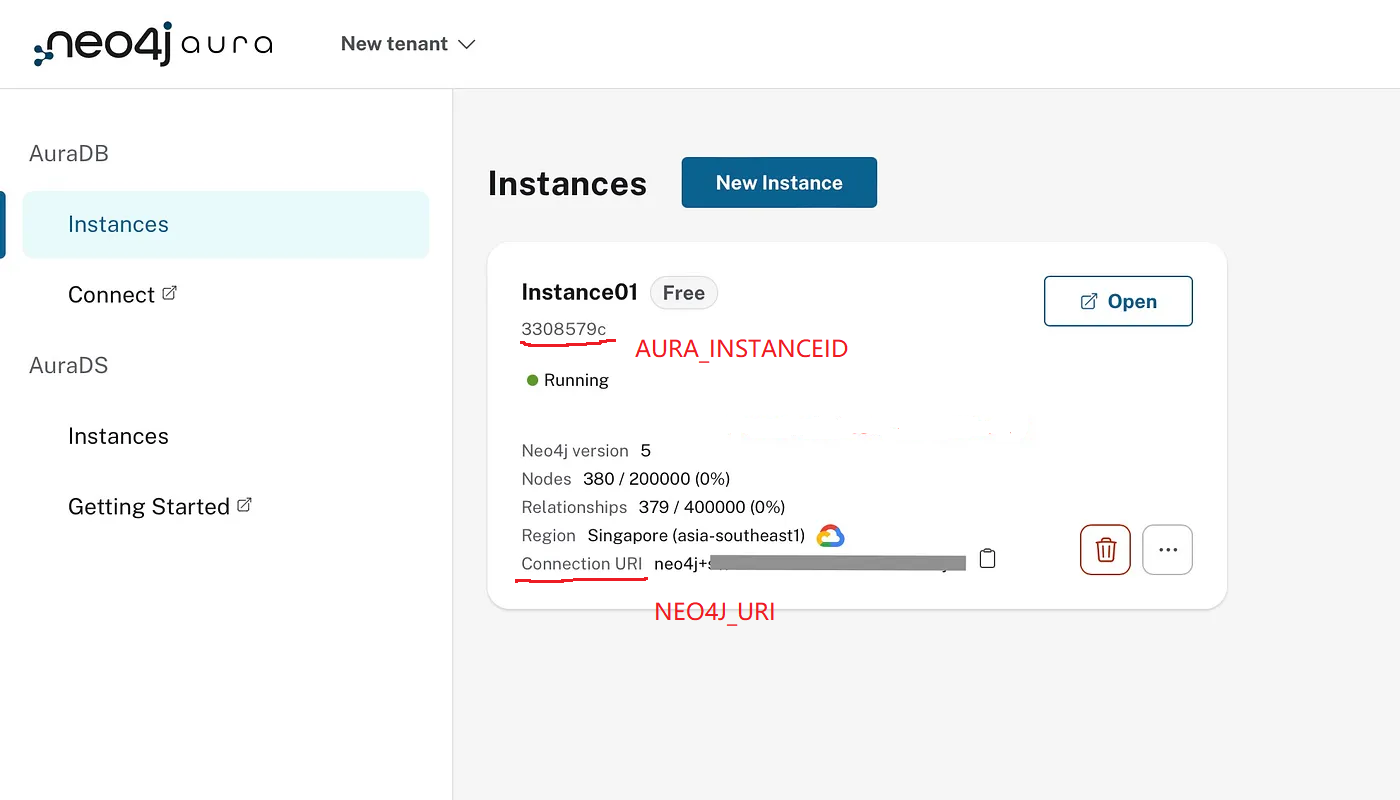 neo4j aura
New tenant
AuraDB
Instances
Connect
AuraDS
Instances
Getting Started
Instances
New Instance
Instance01 Free
Open
3308579c
AURA_INSTANCEID
Running
Neo4j version 5
Nodes 380 / 200000 (0%)
Relationships 379 / 400000 (0%)
Region Singapore (asia-southeast1)
Connection URI neo4j+s
NEO4J_URI